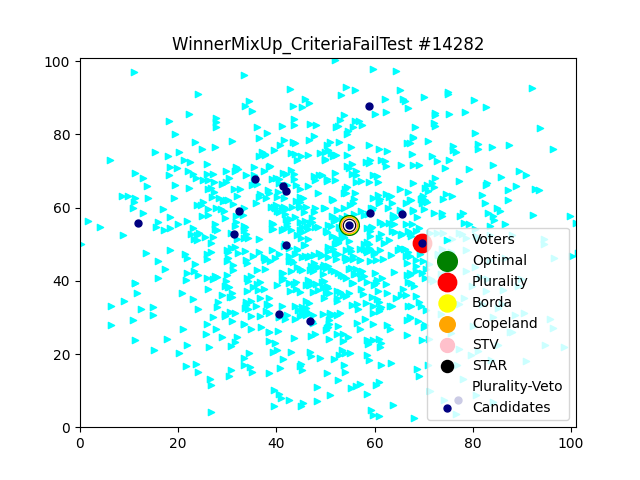 WinnerMixUp_CriteriaFailTest #14282
100
80
60
40
20
0
0 20 40 60 80 100
Voters
Optimal
Plurality
Borda
Copeland
STV
STAR
Plurality-Veto
Candidates